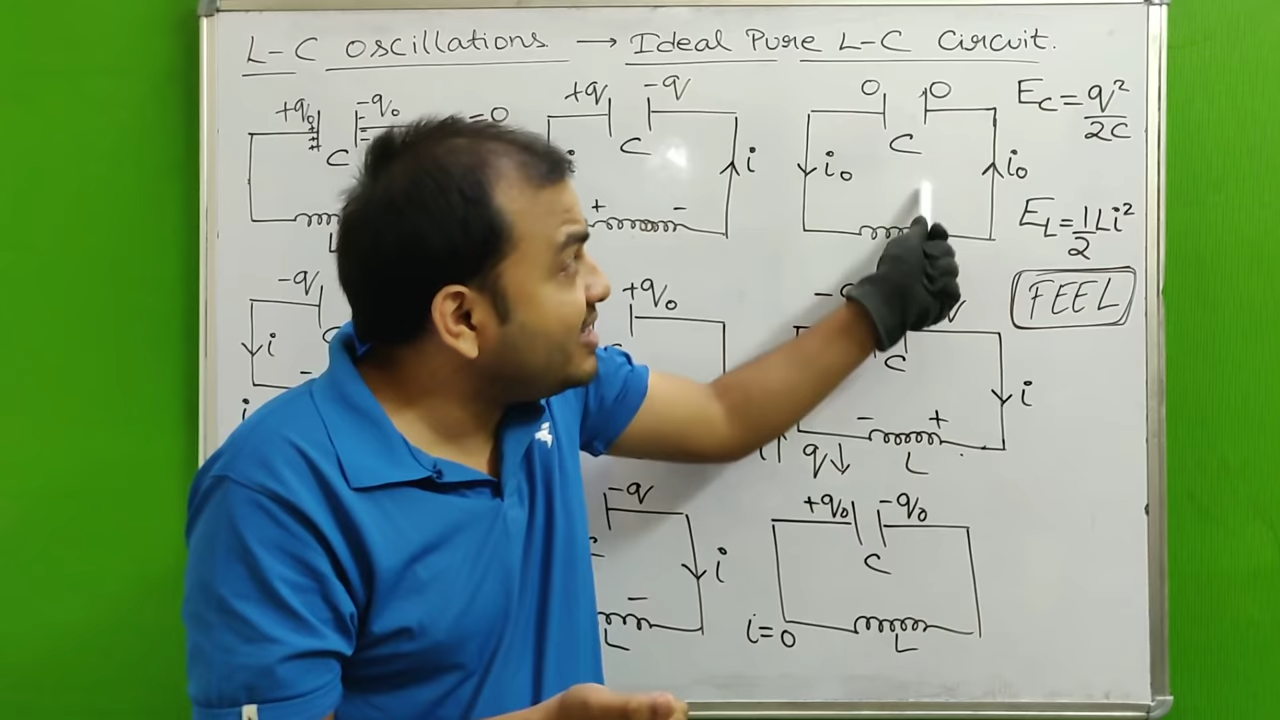 L-C Oscillations → Ideal Pure L-C Circuit.
+q₀ -q₀ =0
C
L
+q -q
C
i
+ -
0 0
C
i₀ i₀
E_C = q²/2C
E_L = 1/2 Li²
FEEL
-q
i
-
i
+q₀
-q
C
i
- +
L
q↓
-q
i
-
L
+q₀ -q₀
C
i=0
L